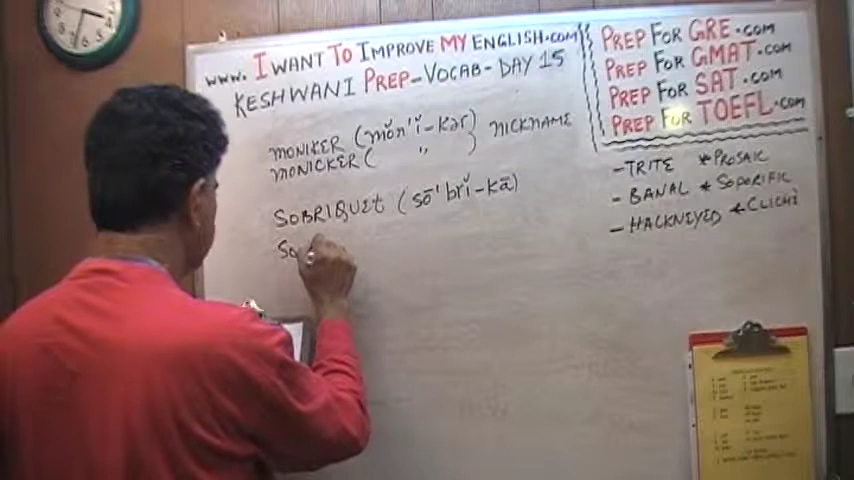 www. I WANT TO IMPROVE MY ENGLISH.com
KESHWANI PREP-VOCAB-DAY 15
MONIKER (mŏn'ĭ-kər) NICKNAME
MONICKER ( " )
SOBRIQUEt (sō'brĭ-kā)
So
PREP FOR GRE.com
PREP FOR GMAT.com
PREP FOR SAT.com
PREP FOR TOEFL.com
-TRITE *PROSAIC
-BANAL *SOPORIFIC
-HACKNEYED *CLICHÉ